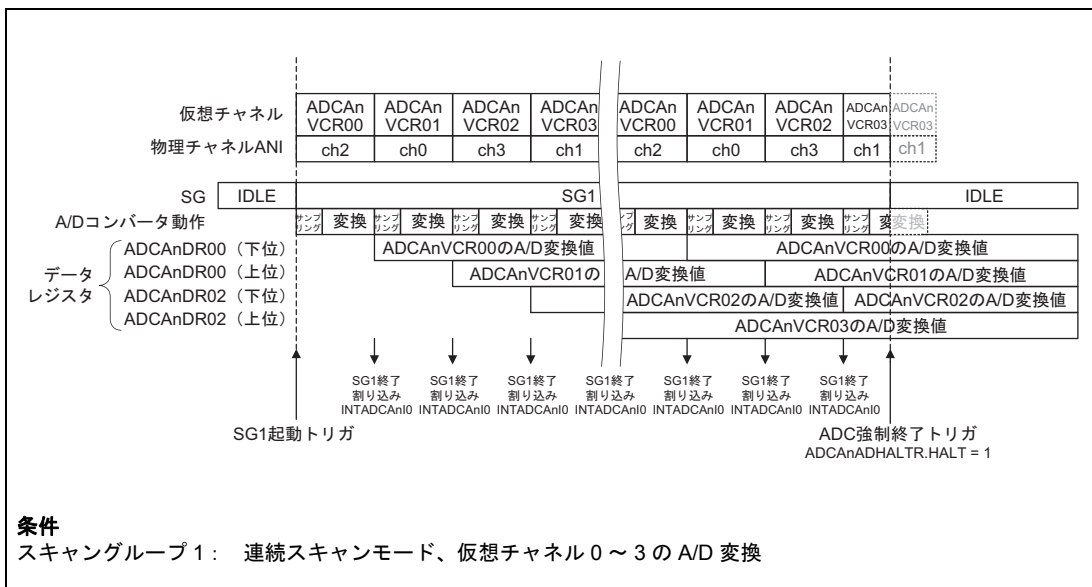 仮想チャネル ADCAn VCR00 ADCAn VCR01 ADCAn VCR02 ADCAn VCR03 ADCAn VCR00 ADCAn VCR01 ADCAn VCR02 ADCAn VCR03 ADCAn VCR03
物理チャネルANI ch2 ch0 ch3 ch1 ch2 ch0 ch3 ch1 ch1
SG IDLE SG1 IDLE
A/Dコンバータ動作 サンプリング 変換 サンプリング 変換 サンプリング 変換 サンプリング 変換 サンプリング 変換 サンプリング 変換 サンプリング 変換 サンプリング 変換
データレジスタ
ADCAnDR00(下位) ADCAnVCR00のA/D変換値 ADCAnVCR00のA/D変換値
ADCAnDR00(上位) ADCAnVCR01のA/D変換値 ADCAnVCR01のA/D変換値
ADCAnDR02(下位) ADCAnVCR02のA/D変換値 ADCAnVCR02のA/D変換値
ADCAnDR02(上位) ADCAnVCR03のA/D変換値
SG1終了 SG1終了 SG1終了 SG1終了 SG1終了 SG1終了 SG1終了
割り込み 割り込み 割り込み 割り込み 割り込み 割り込み 割り込み
INTADCAnI0 INTADCAnI0 INTADCAnI0 INTADCAnI0 INTADCAnI0 INTADCAnI0 INTADCAnI0
SG1起動トリガ ADC強制終了トリガ
ADCAnADHALTR.HALT = 1
条件
スキャングループ 1: 連続スキャンモード、仮想チャネル 0 ~ 3 の A/D 変換